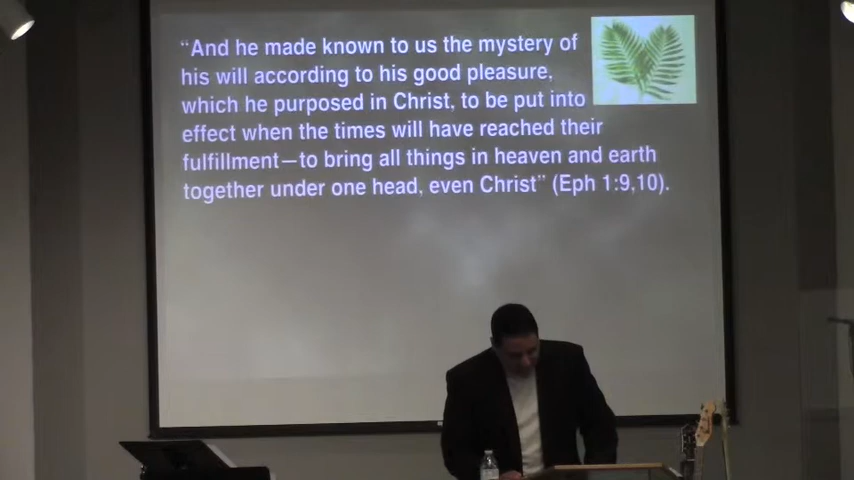 “And he made known to us the mystery of
his will according to his good pleasure,
which he purposed in Christ, to be put into
effect when the times will have reached their
fulfillment—to bring all things in heaven and earth
together under one head, even Christ” (Eph 1:9,10).